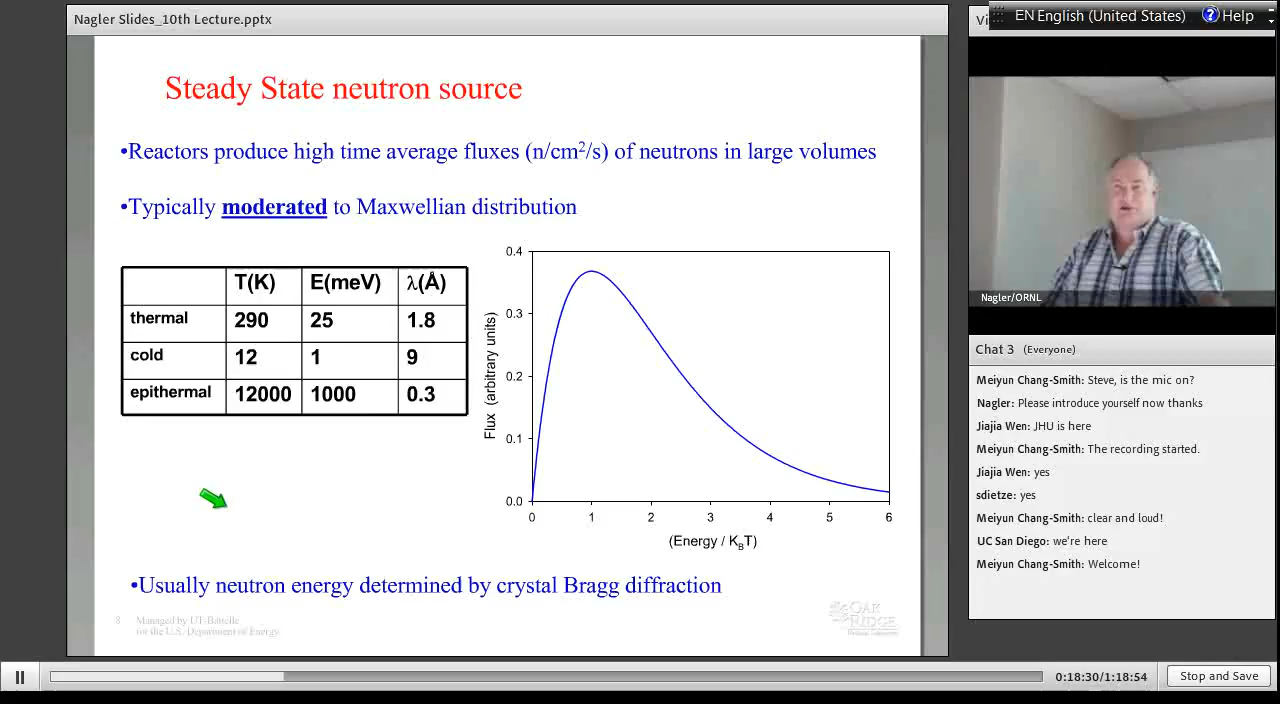 Nagler Slides_10th Lecture.pptx
EN English (United States) Help
Vi
Steady State neutron source
•Reactors produce high time average fluxes (n/cm²/s) of neutrons in large volumes
•Typically moderated to Maxwellian distribution
T(K) E(meV) λ(Å)
thermal 290 25 1.8
cold 12 1 9
epithermal 12000 1000 0.3
Flux (arbitrary units)
0.4
0.3
0.2
0.1
0.0
0 1 2 3 4 5 6
(Energy / K_BT)
•Usually neutron energy determined by crystal Bragg diffraction
8 Managed by UT-Battelle
for the U.S. Department of Energy
OAK
RIDGE
National Laboratory
Nagler/ORNL
Chat 3 (Everyone)
Meiyun Chang-Smith: Steve, is the mic on?
Nagler: Please introduce yourself now thanks
Jiajia Wen: JHU is here
Meiyun Chang-Smith: The recording started.
Jiajia Wen: yes
sdietze: yes
Meiyun Chang-Smith: clear and loud!
UC San Diego: we're here
Meiyun Chang-Smith: Welcome!
0:18:30/1:18:54
Stop and Save